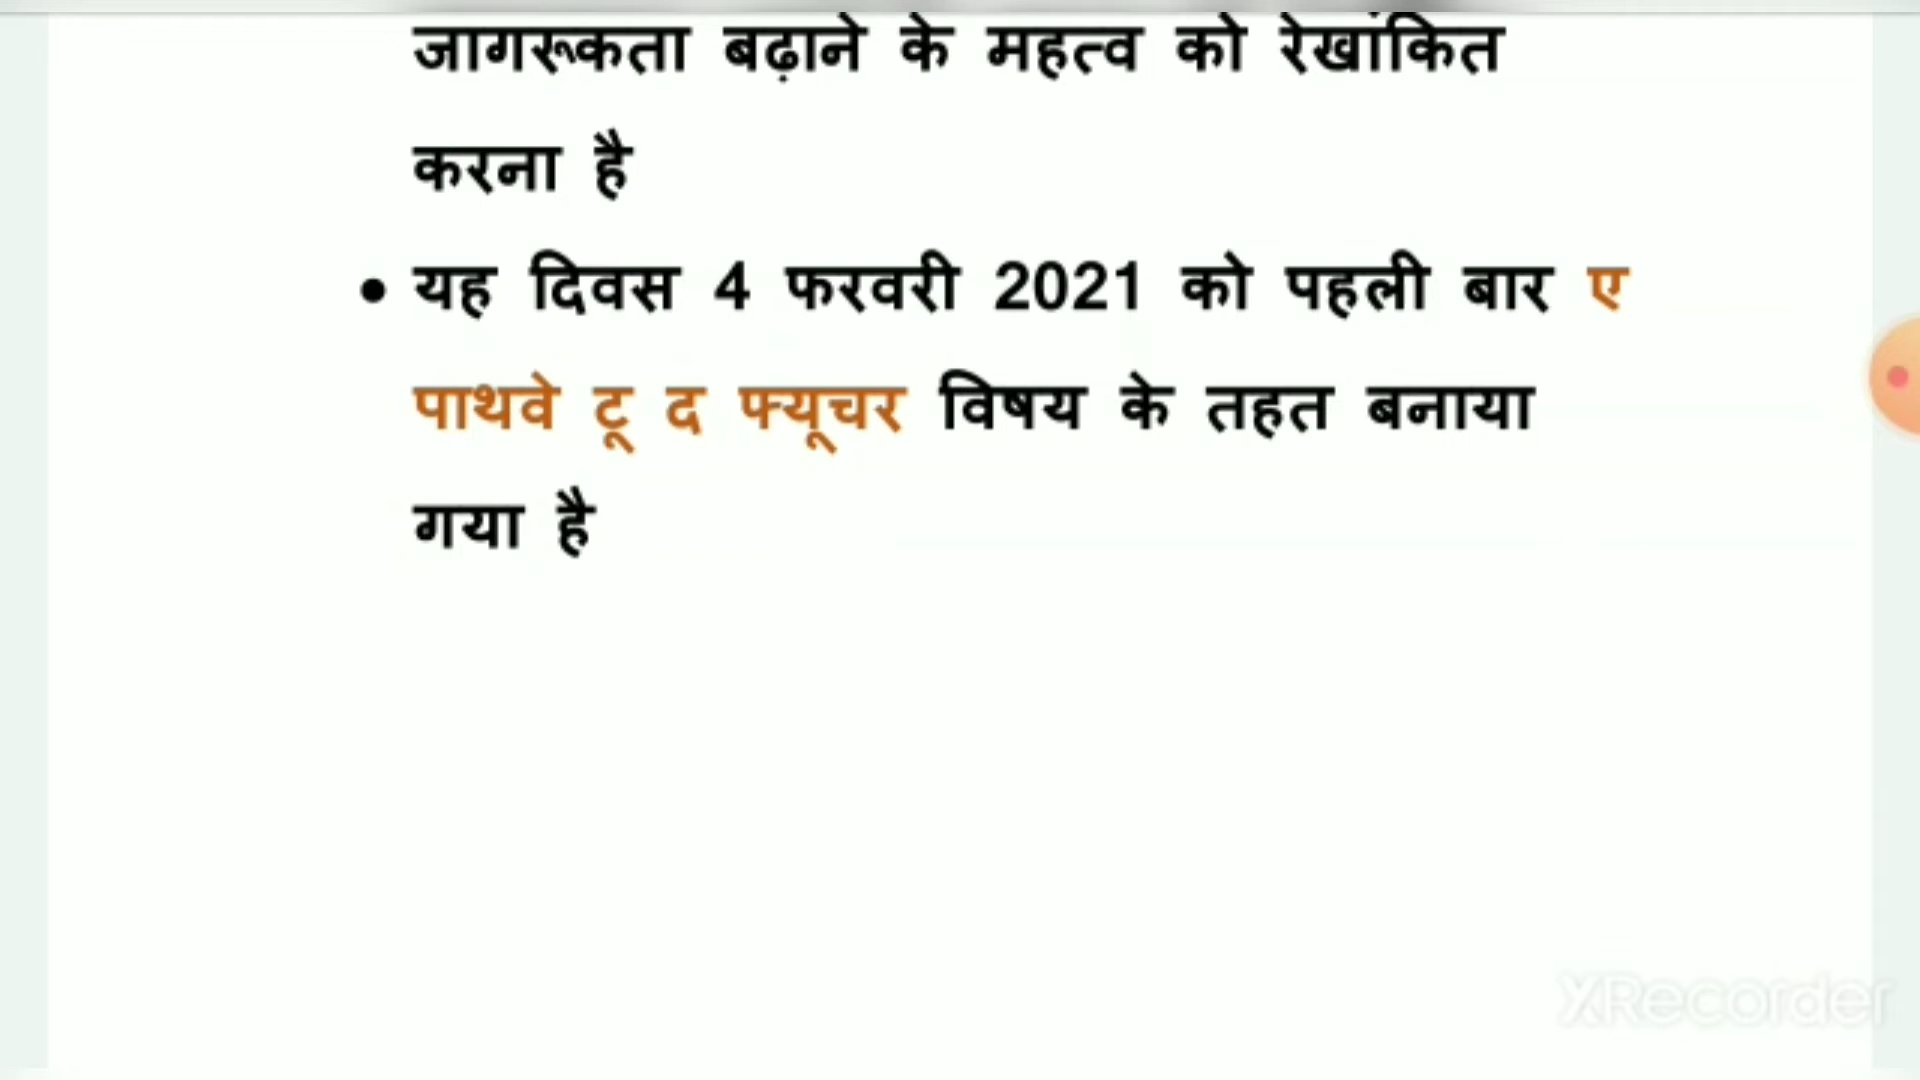 जागरूकता बढ़ाने के महत्व को रेखांकित
करना है
• यह दिवस 4 फरवरी 2021 को पहली बार ए
पाथवे टू द फ्यूचर विषय के तहत बनाया
गया है
XRecorder